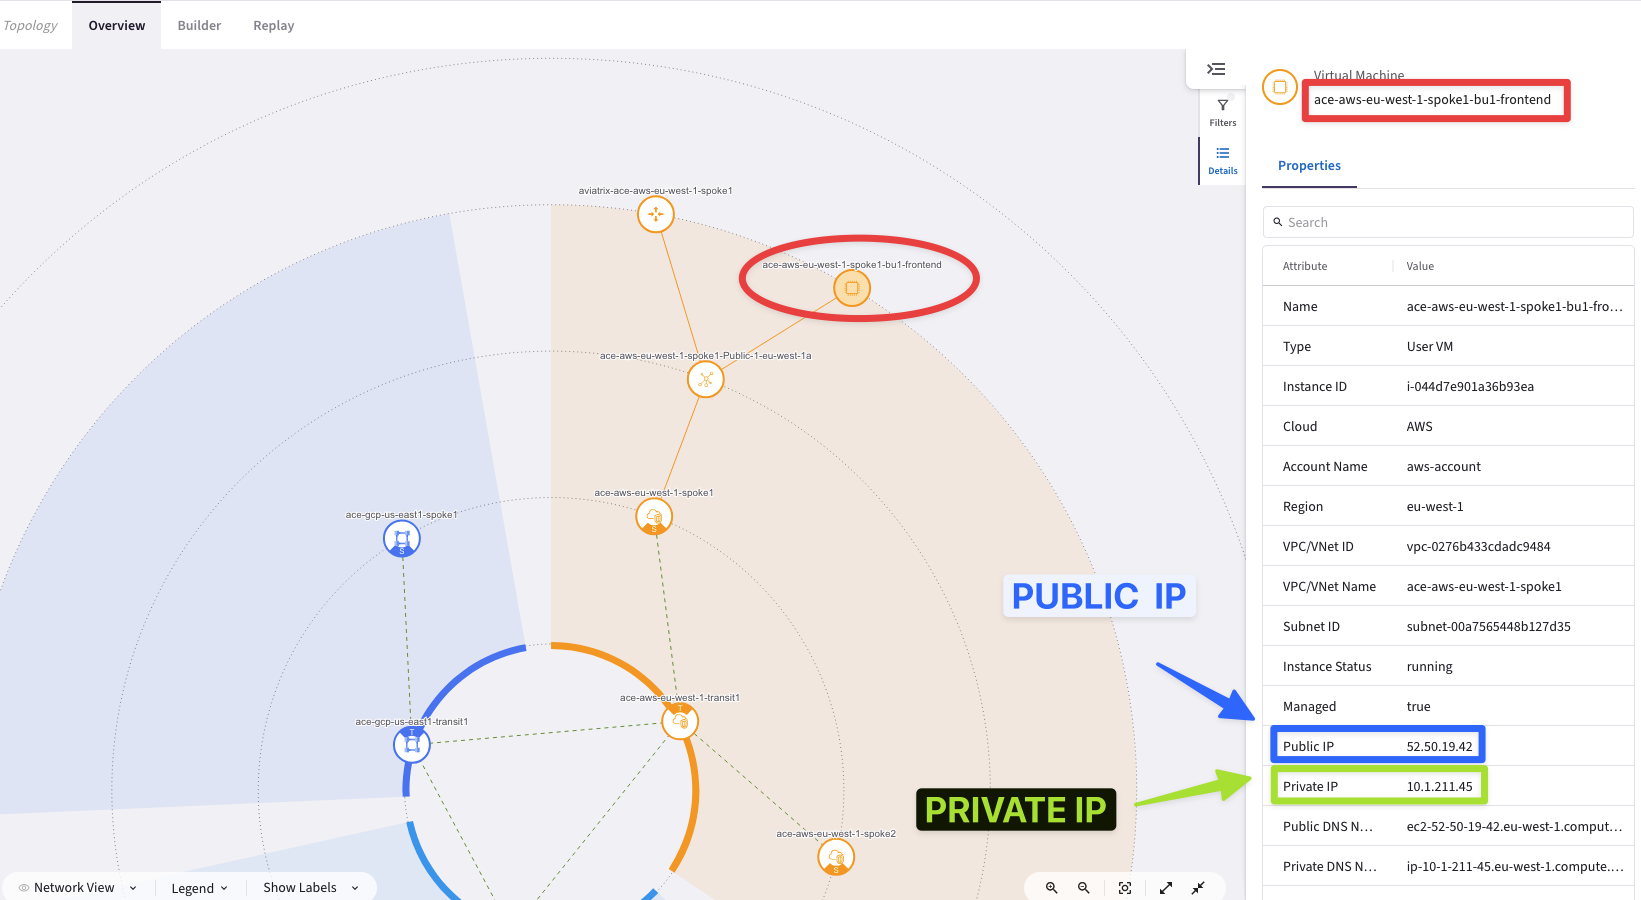 Topology
Overview
Builder
Replay
Filters
Details
aviatrix-ace-aws-eu-west-1-spoke1
ace-aws-eu-west-1-spoke1-bu1-frontend
ace-aws-eu-west-1-spoke1-Public-1-eu-west-1a
ace-aws-eu-west-1-spoke1
S
ace-gcp-us-east1-spoke1
S
PUBLIC IP
ace-aws-eu-west-1-transit1
T
ace-gcp-us-east1-transit1
T
PRIVATE IP
ace-aws-eu-west-1-spoke2
S
Network View
Legend
Show Labels
Virtual Machine
ace-aws-eu-west-1-spoke1-bu1-frontend
Properties
Search
Attribute Value
Name ace-aws-eu-west-1-spoke1-bu1-fro...
Type User VM
Instance ID i-044d7e901a36b93ea
Cloud AWS
Account Name aws-account
Region eu-west-1
VPC/VNet ID vpc-0276b433cdadc9484
VPC/VNet Name ace-aws-eu-west-1-spoke1
Subnet ID subnet-00a7565448b127d35
Instance Status running
Managed true
Public IP 52.50.19.42
Private IP 10.1.211.45
Public DNS N... ec2-52-50-19-42.eu-west-1.comput...
Private DNS N... ip-10-1-211-45.eu-west-1.compute....